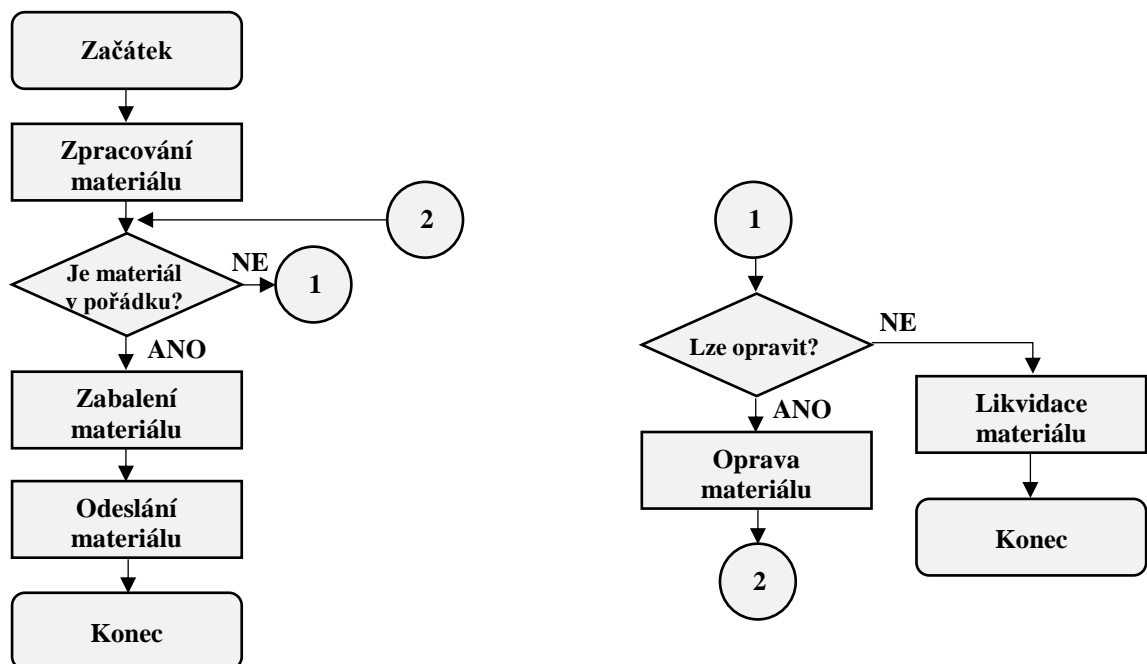 Začátek
Zpracování
materiálu
2
Je materiál
v pořádku?
NE
1
ANO
Zabalení
materiálu
Odeslání
materiálu
Konec
1
Lze opravit?
NE
ANO
Likvidace
materiálu
Oprava
materiálu
Konec
2